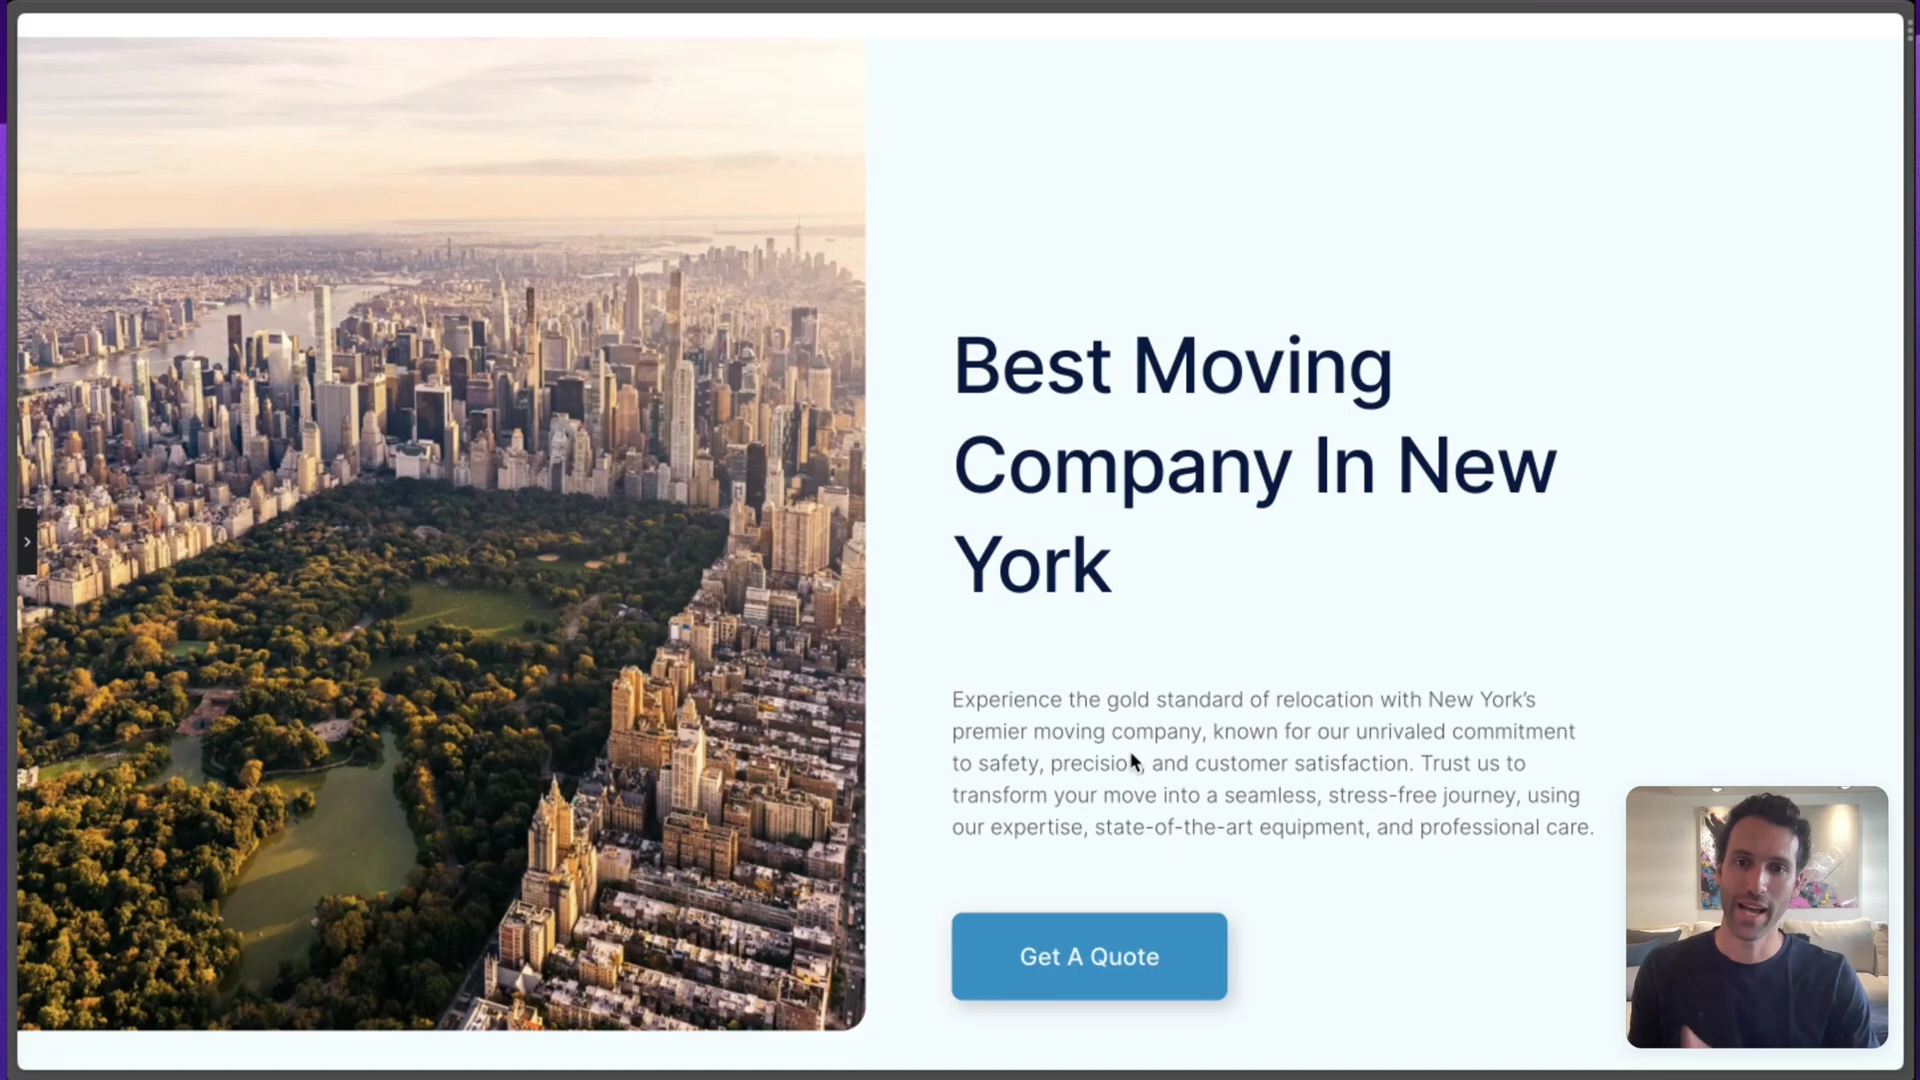 Best Moving
Company In New
York
Experience the gold standard of relocation with New York’s
premier moving company, known for our unrivaled commitment
to safety, precision, and customer satisfaction. Trust us to
transform your move into a seamless, stress-free journey, using
our expertise, state-of-the-art equipment, and professional care.
Get A Quote